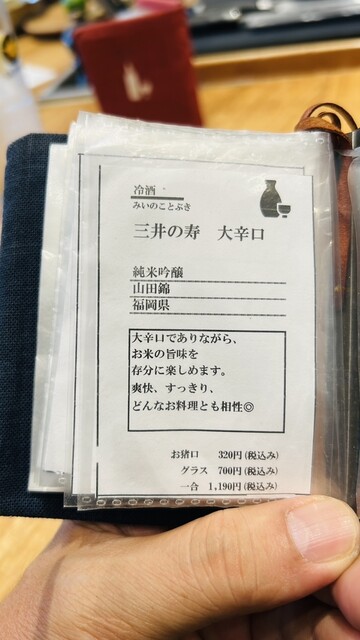 冷酒
みいのことぶき
三井の寿 大辛口
純米吟醸
山田錦
福岡県
大辛口でありながら、
お米の旨味を
存分に楽しめます。
爽快、すっきり、
どんなお料理とも相性◎
お猪口 320円(税込み)
グラス 700円(税込み)
一合 1,190円(税込み)